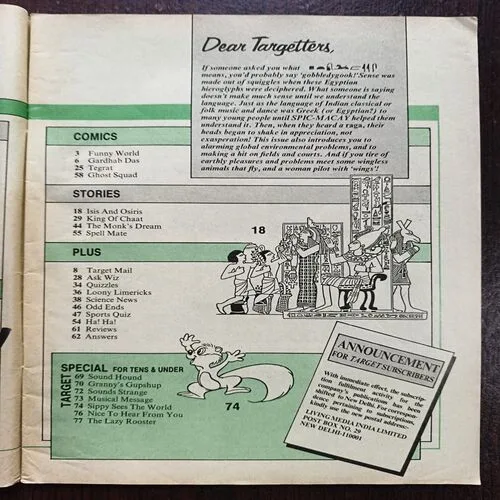 Dear Targetters,
If someone asked you what
means, you'd probably say 'gobbledygook!' Sense was
made out of squiggles when these Egyptian
hieroglyphs were deciphered. What someone is saying
doesn't make much sense until we understand the
language. Just as the language of Indian classical or
folk music and dance was Greek (or Egyptian?) to
many young people until SPIC-MACAY helped them
understand it. Then, when they heard a raga, their
heads began to shake in appreciation, not
exasperation! This issue also introduces you to
alarming global environmental problems, and to
making a hit on fields and courts. And if you tire of
earthly pleasures and problems meet some wingless
animals that fly, and a woman pilot with 'wings'!
COMICS
3 Funny World
6 Gardhab Das
25 Tegrat
58 Ghost Squad
STORIES
18 Isis And Osiris
29 King Of Chaat
44 The Monk's Dream
55 Spell Mate
18
PLUS
8 Target Mail
28 Ask Wiz
34 Quizzles
36 Loony Limericks
38 Science News
46 Odd Ends
47 Sports Quiz
54 Ha! Ha!
61 Reviews
62 Answers
TARGET
SPECIAL FOR TENS & UNDER
69 Sound Hound
70 Granny's Gupshup
72 Sounds Strange
73 Musical Message
74 Sippy Sees The World
76 Nice To Hear From You
77 The Lazy Rooster
74
ANNOUNCEMENT
FOR TARGET SUBSCRIBERS
With immediate effect, the subscrip-
tion fulfilment activity for
company's publications has been
shifted to New Delhi. For correspon-
dence pertaining to subscriptions,
kindly use the new postal address:-
LIVING MEDIA INDIA LIMITED
POST BOX NO. 29
NEW DELHI-110001